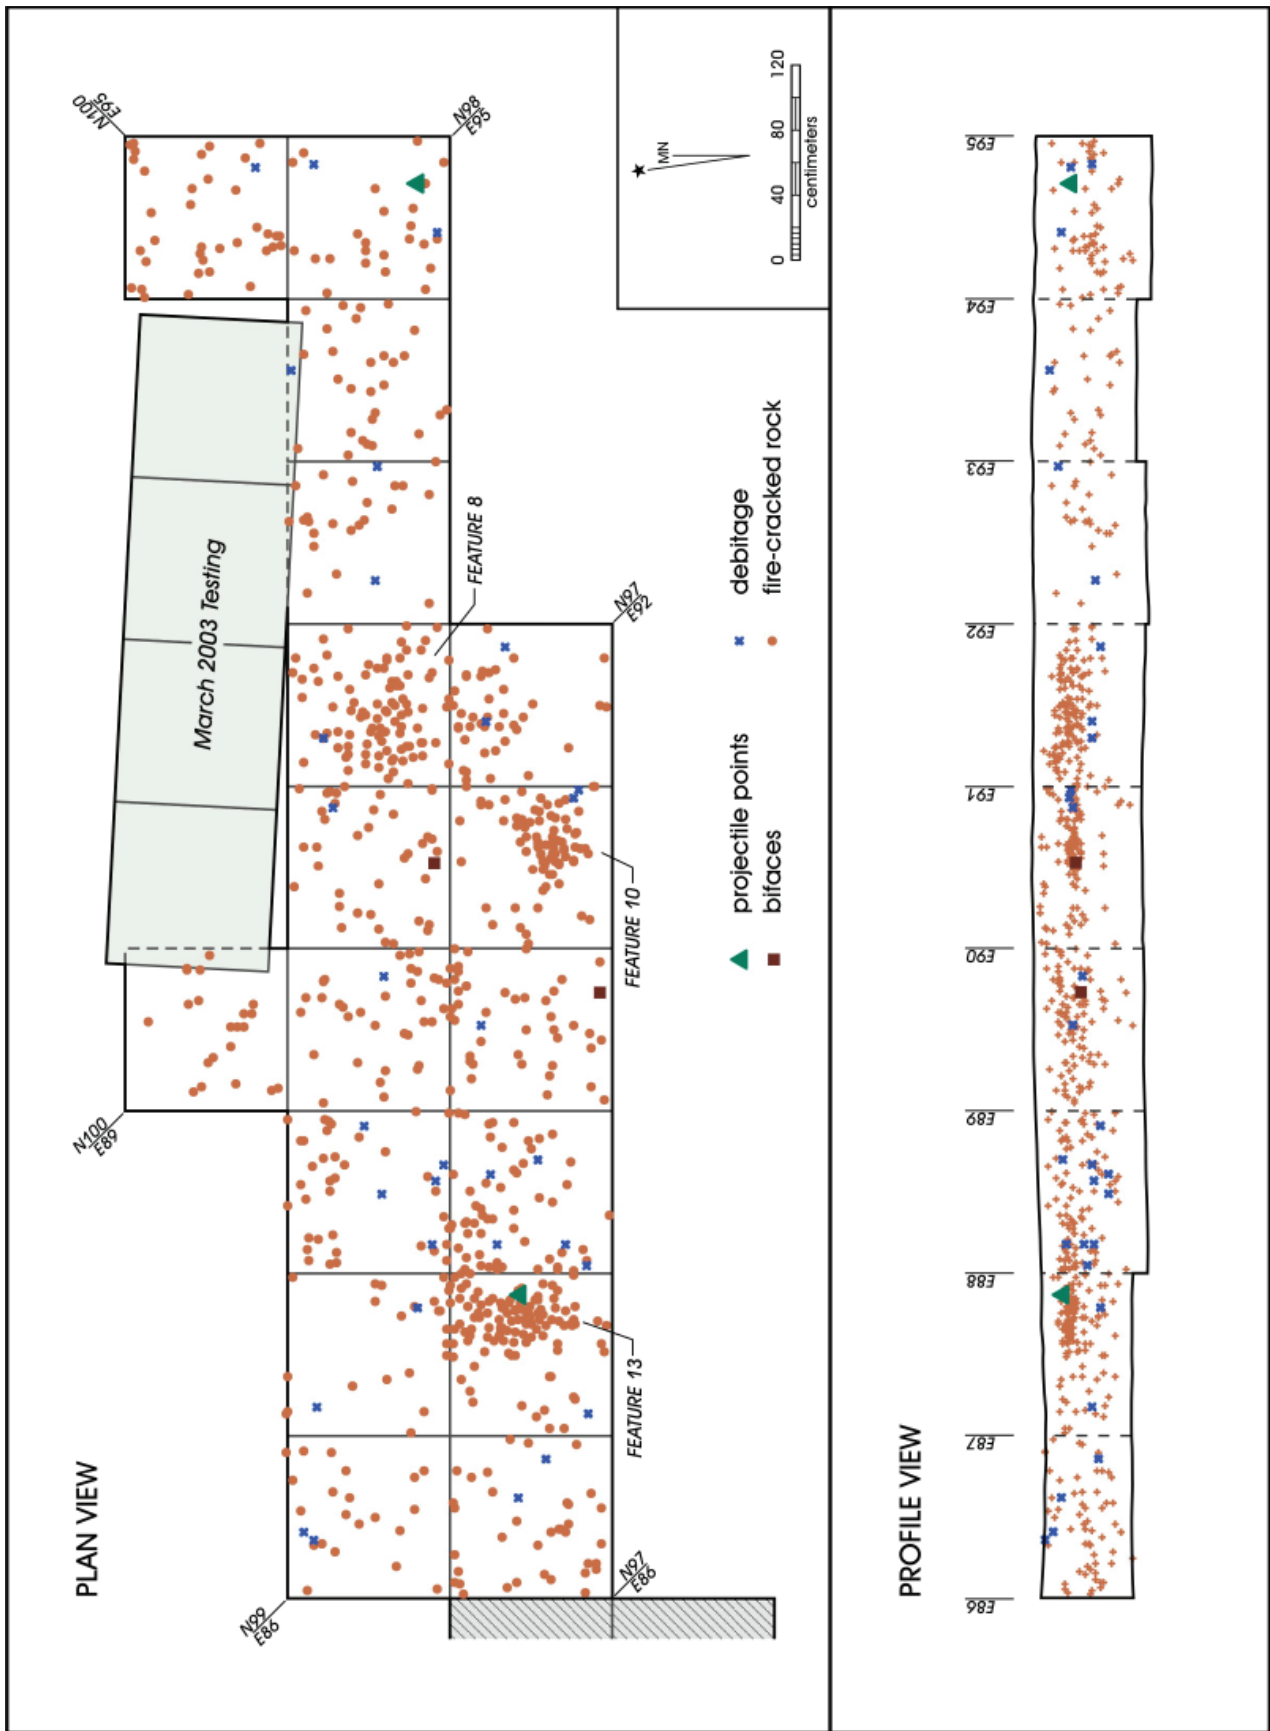 PLAN VIEW
N100
E95
N98
E95
N100
E89
N99
E86
N97
E92
N97
E86
March 2003 Testing
FEATURE 8
FEATURE 10
FEATURE 13
MN
0 40 80 120
centimeters
projectile points
bifaces
debitage
fire-cracked rock
PROFILE VIEW
E86
E87
E88
E89
E90
E91
E92
E93
E94
E95